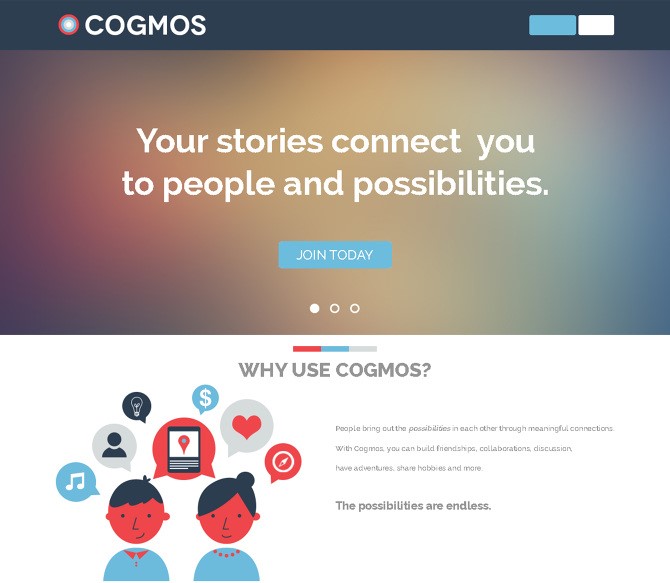 COGMOS
Your stories connect you
to people and possibilities.
JOIN TODAY
WHY USE COGMOS?
$
People bring out the possibilities in each other through meaningful connections.
With Cogmos, you can build friendships, collaborations, discussion,
have adventures, share hobbies and more.
The possibilities are endless.